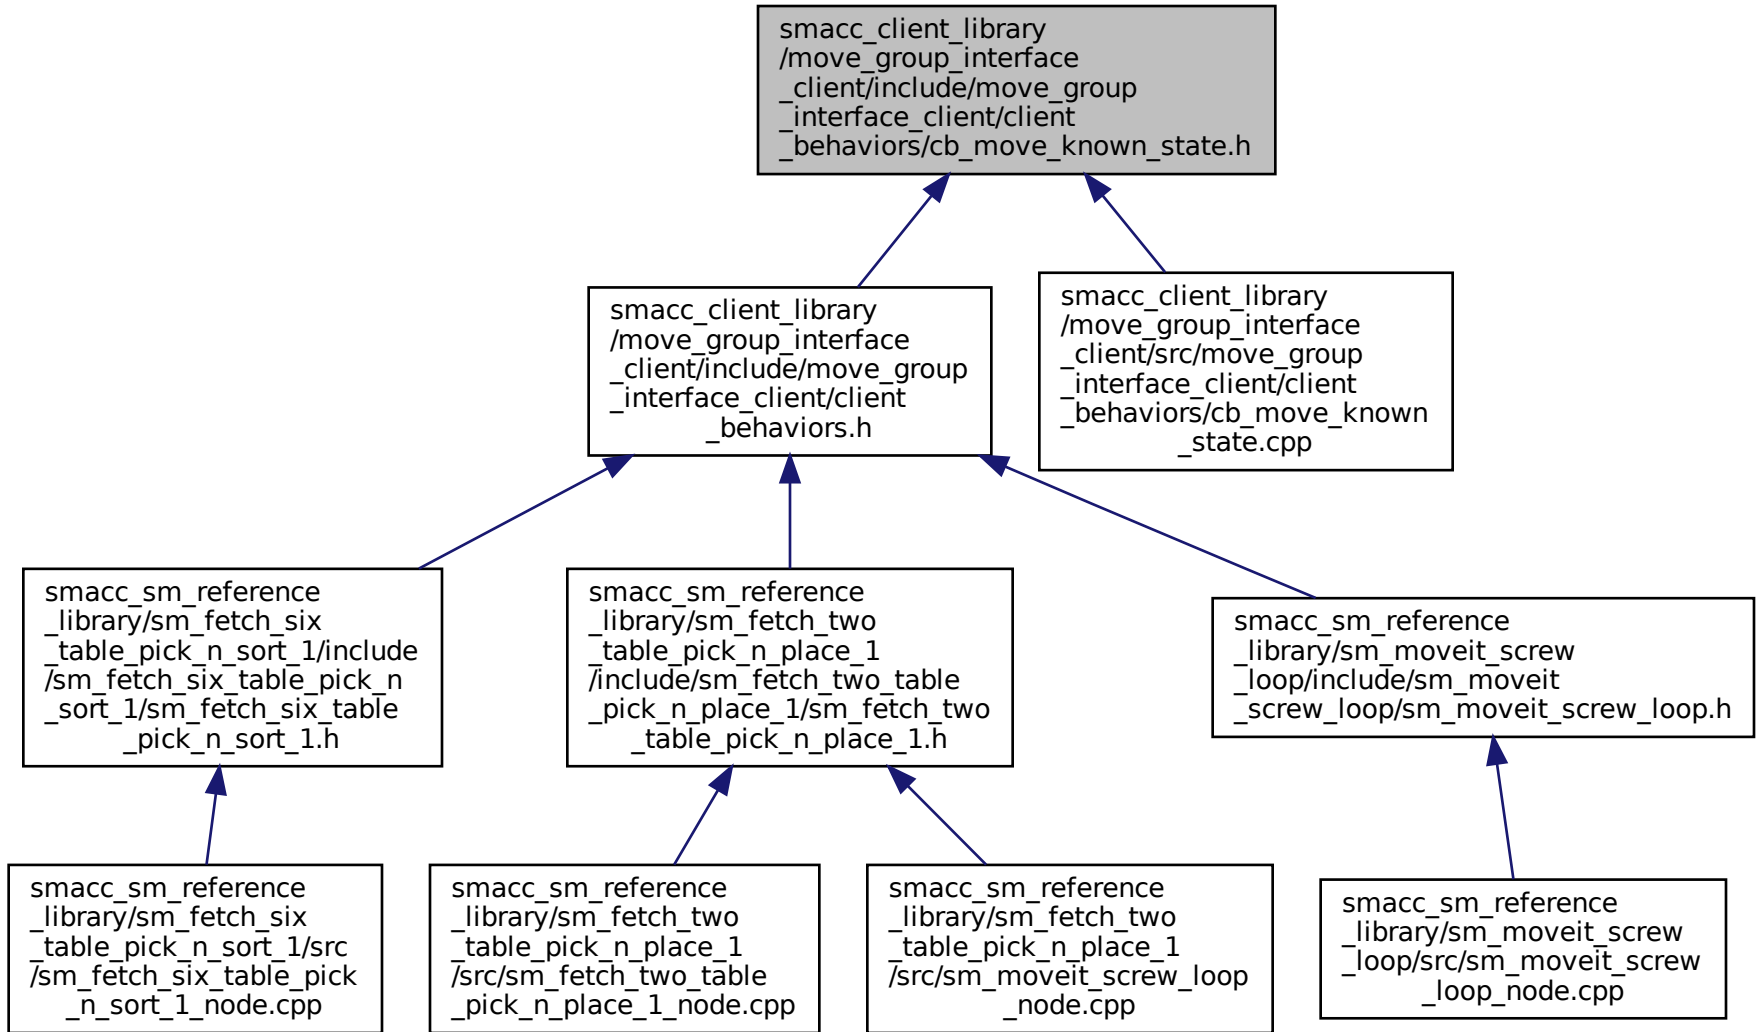 smacc_client_library
/move_group_interface
_client/include/move_group
_interface_client/client
_behaviors/cb_move_known_state.h
smacc_client_library
/move_group_interface
_client/include/move_group
_interface_client/client
_behaviors.h
smacc_client_library
/move_group_interface
_client/src/move_group
_interface_client/client
_behaviors/cb_move_known
_state.cpp
smacc_sm_reference
_library/sm_fetch_six
_table_pick_n_sort_1/include
/sm_fetch_six_table_pick_n
_sort_1/sm_fetch_six_table
_pick_n_sort_1.h
smacc_sm_reference
_library/sm_fetch_two
_table_pick_n_place_1
/include/sm_fetch_two_table
_pick_n_place_1/sm_fetch_two
_table_pick_n_place_1.h
smacc_sm_reference
_library/sm_moveit_screw
_loop/include/sm_moveit
_screw_loop/sm_moveit_screw_loop.h
smacc_sm_reference
_library/sm_fetch_six
_table_pick_n_sort_1/src
/sm_fetch_six_table_pick
_n_sort_1_node.cpp
smacc_sm_reference
_library/sm_fetch_two
_table_pick_n_place_1
/src/sm_fetch_two_table
_pick_n_place_1_node.cpp
smacc_sm_reference
_library/sm_fetch_two
_table_pick_n_place_1
/src/sm_moveit_screw_loop
_node.cpp
smacc_sm_reference
_library/sm_moveit_screw
_loop/src/sm_moveit_screw
_loop_node.cpp